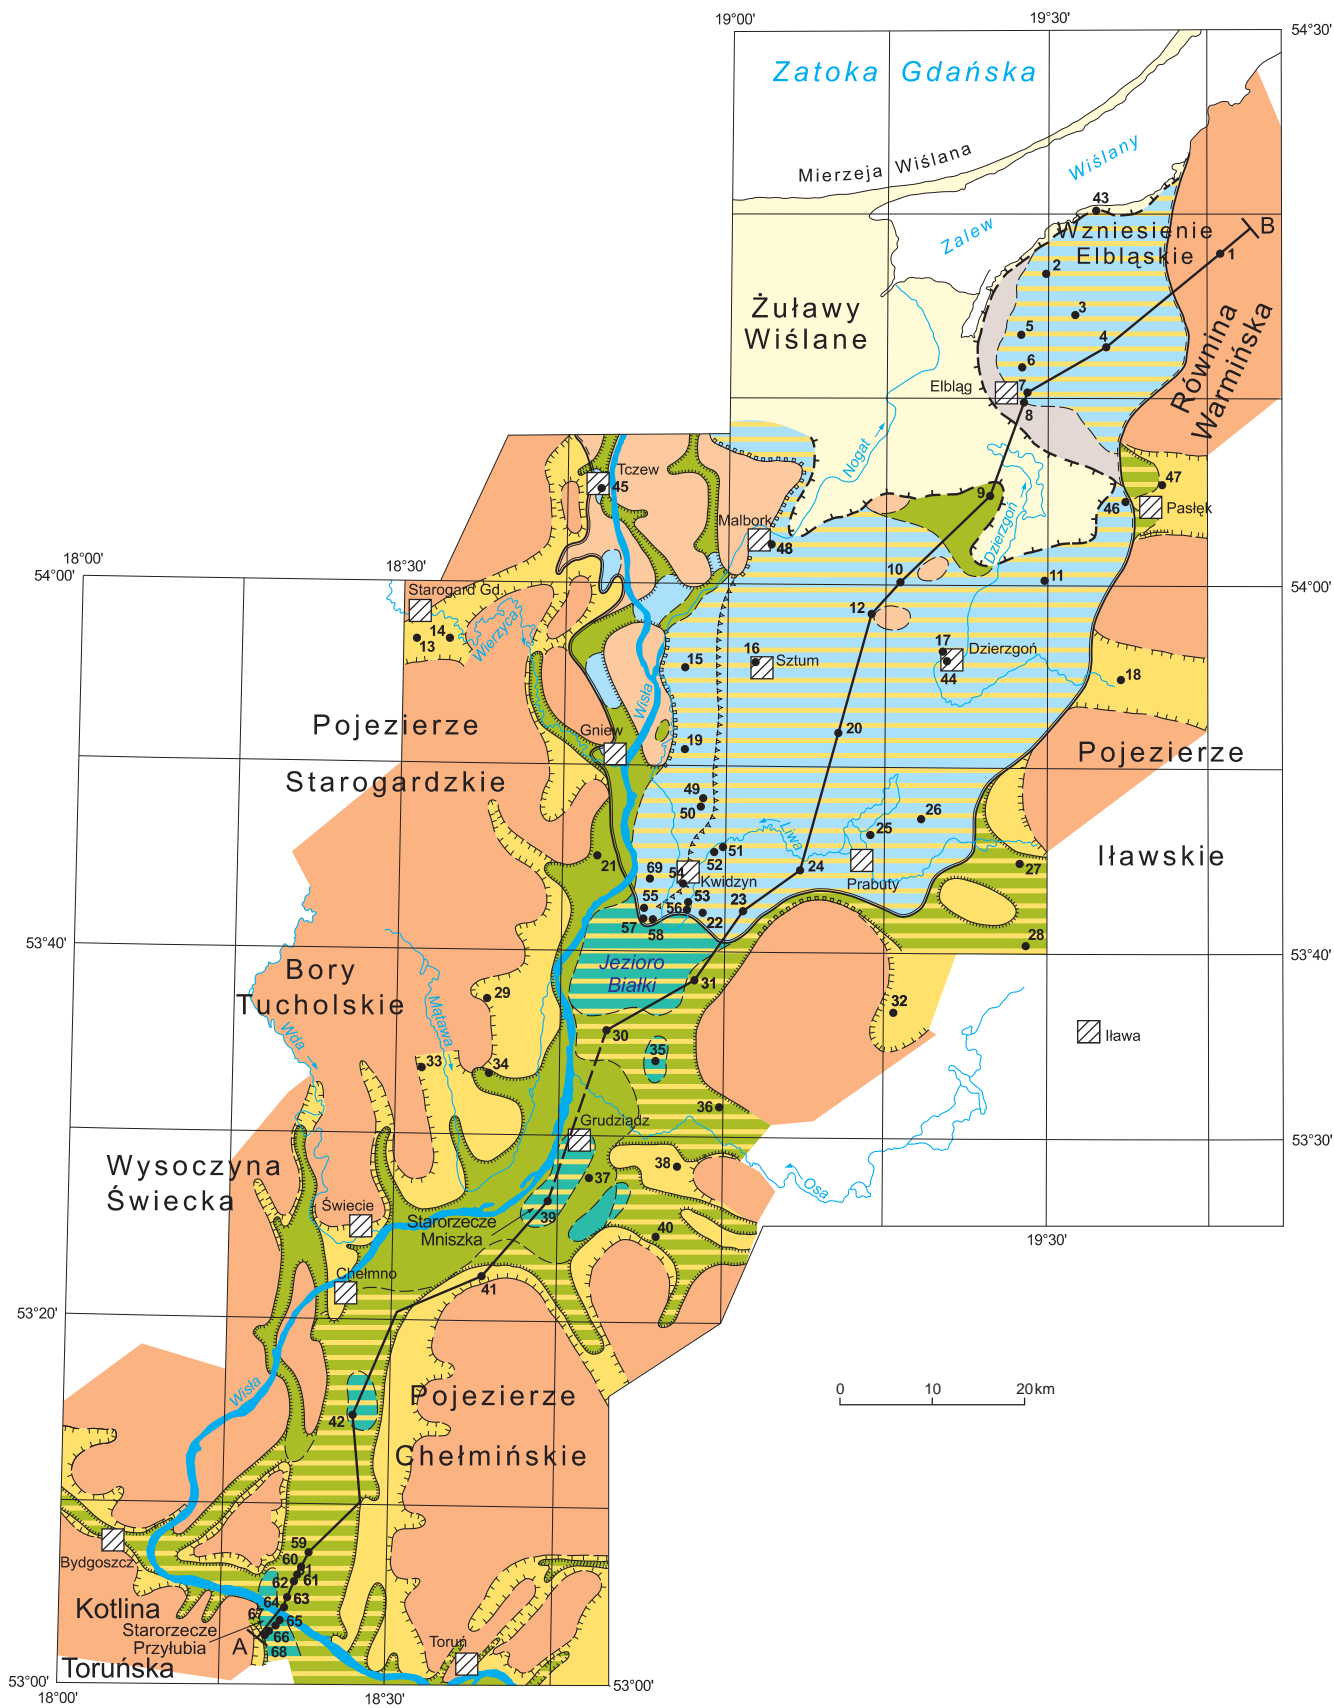 19°00'
19°30'
54°30'
Zatoka Gdańska
Mierzeja Wiślana
Wiślany
Zalew
43
Wzniesienie
Elbląskie
B
1
2
3
4
5
6
7
8
Żuławy
Wiślane
Elbląg
Równina
Warmińska
Nogat
Tczew
45
9
47
46
Pasłęk
Malbork
48
Dzierzgoń
18°00'
18°30'
54°00'
54°00'
Starogard Gd.
10
11
12
13
14
Wierzyca
15
16
Sztum
17
Dzierzgoń
44
18
Wisła
Pojezierze
Starogardzkie
Gniew
19
20
Pojezierze
Iławskie
49
50
26
25
Liwa
51
52
21
69
54
Kwidzyn
24
Prabuty
27
55
53
56
23
22
57
58
28
53°40'
53°40'
Jezioro
Białki
Bory
Tucholskie
31
29
32
Wda
Mątawa
30
Iława
35
33
34
36
Grudziądz
53°30'
Wysoczyna
Świecka
38
37
Osa
Świecie
Starorzecze
Mniszka
39
40
19°30'
Chełmno
41
53°20'
Wisła
0
10
20km
Pojezierze
Chełmińskie
42
59
60
61
62
63
64
65
66
67
68
Bydgoszcz
Kotlina
Toruńska
Starorzecze
Przyłubia
A
Toruń
53°00'
53°00'
18°00'
18°30'